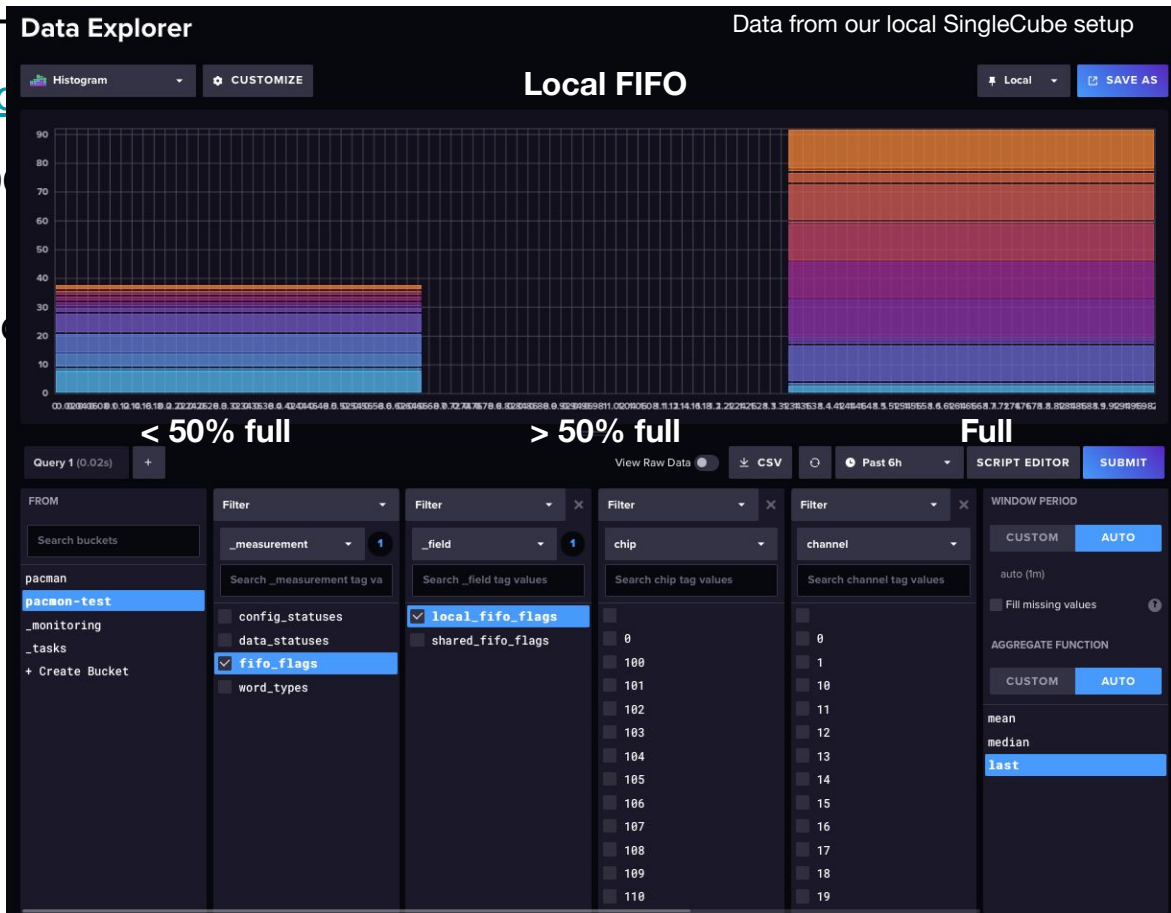 Data Explorer
Data from our local SingleCube setup
Histogram
CUSTOMIZE
Local FIFO
Local
SAVE AS
90
80
70
60
50
40
30
20
10
0
< 50% full
> 50% full
Full
Query 1 (0.02s)
+
View Raw Data
CSV
Past 6h
SCRIPT EDITOR
SUBMIT
FROM
Search buckets
pacman
pacmon-test
_monitoring
_tasks
+ Create Bucket
Filter
_measurement
1
Search _measurement tag va
config_statuses
data_statuses
fifo_flags
word_types
Filter
_field
1
Search _field tag values
local_fifo_flags
shared_fifo_flags
Filter
chip
Search chip tag values
0
100
101
102
103
104
105
106
107
108
109
110
Filter
channel
Search channel tag values
0
1
10
11
12
13
14
15
16
17
18
19
WINDOW PERIOD
CUSTOM
AUTO
auto (1m)
Fill missing values
?
AGGREGATE FUNCTION
CUSTOM
AUTO
mean
median
last